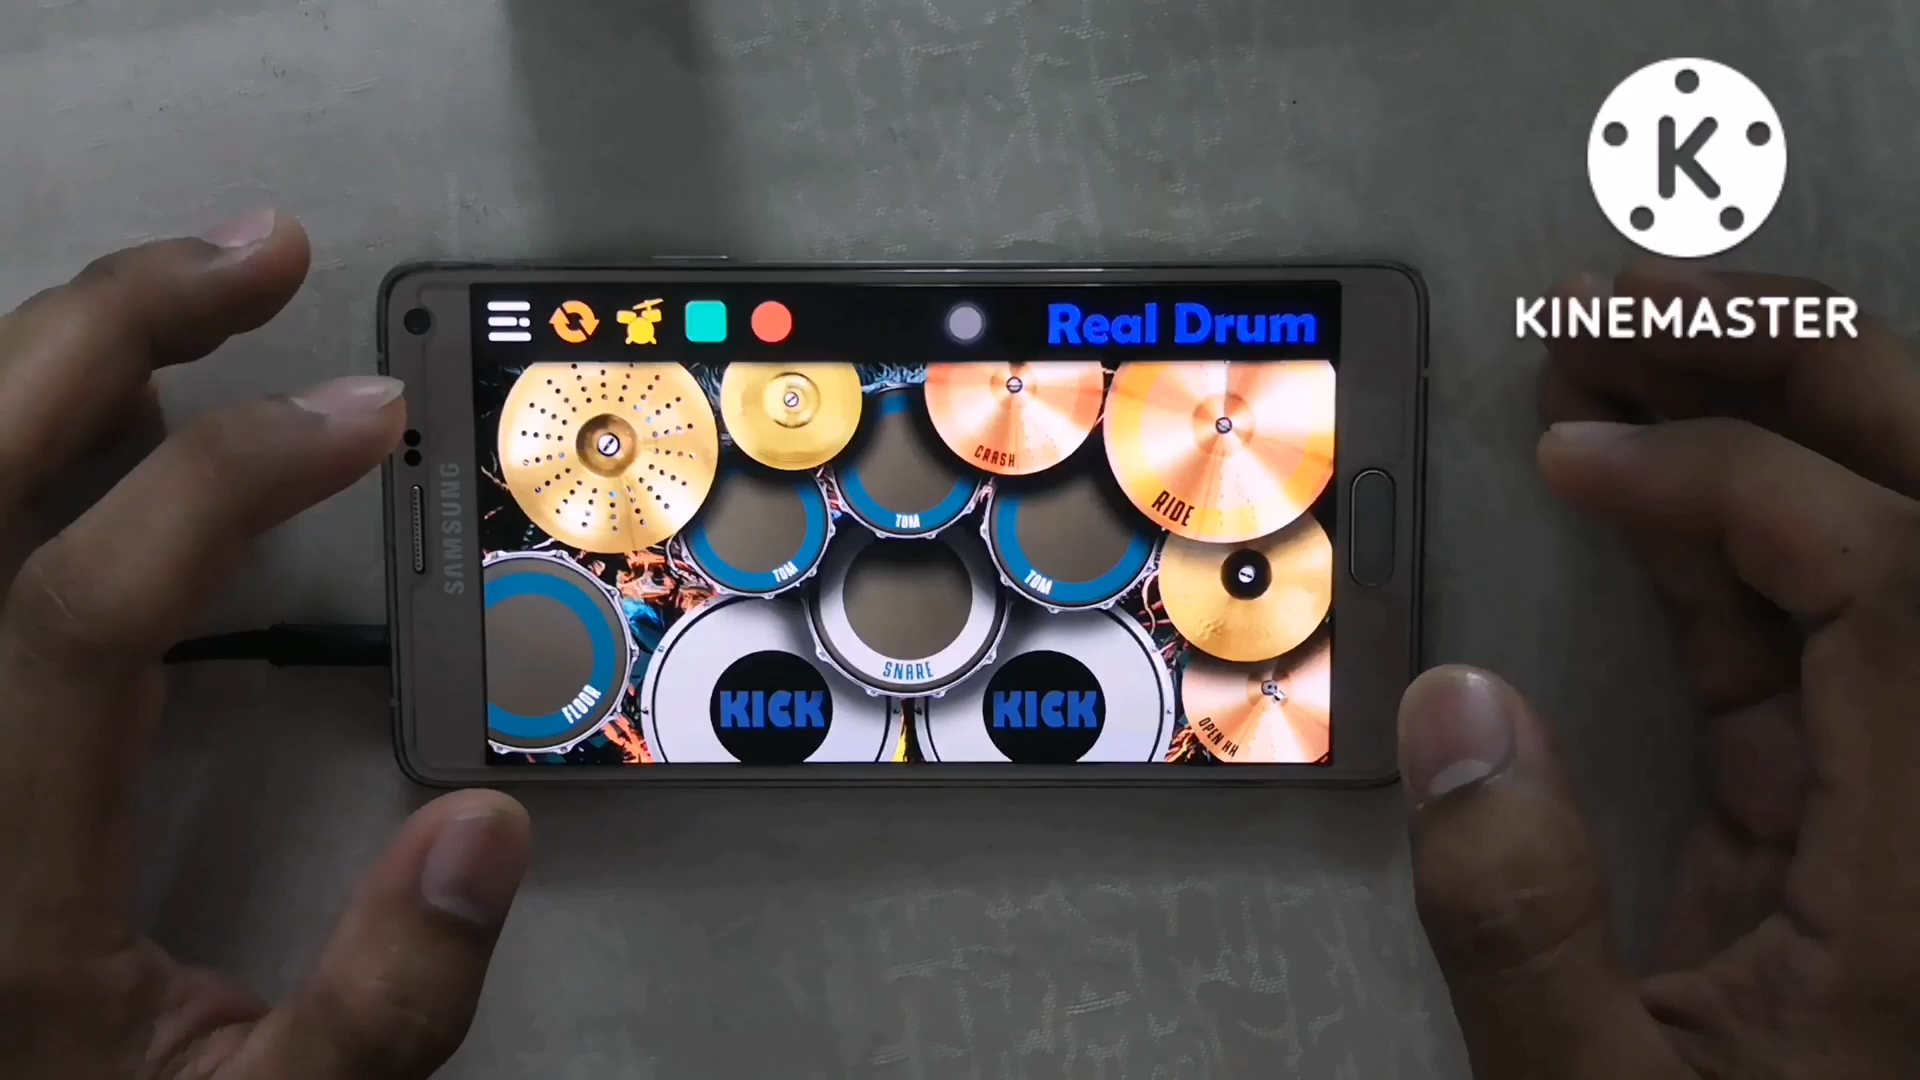 K
KINEMASTER
Real Drum
SAMSUNG
CRASH
RIDE
TOM
TOM
TOM
FLOOR
SNARE
KICK
KICK
OPEN HH